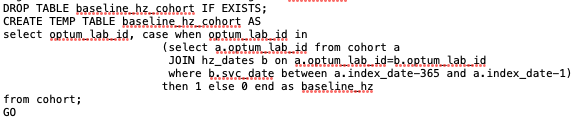 DROP TABLE baseline_hz_cohort IF EXISTS;
CREATE TEMP TABLE baseline_hz_cohort AS
select optum_lab_id, case when optum_lab_id in
(select a.optum_lab_id from cohort a
JOIN hz_dates b on a.optum_lab_id=b.optum_lab_id
where b.svc_date between a.index_date-365 and a.index_date-1)
then 1 else 0 end as baseline_hz
from cohort;
GO